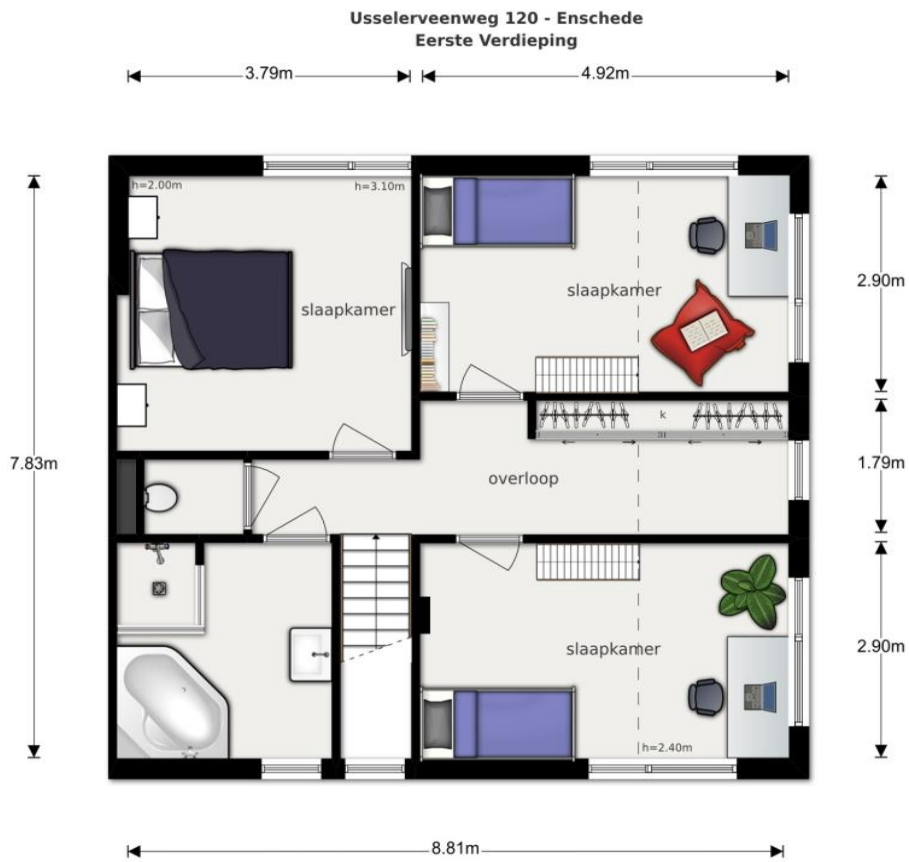 Usselerveenweg 120 - Enschede
Eerste Verdieping
3.79m
4.92m
h=2.00m
h=3.10m
slaapkamer
slaapkamer
2.90m
k
7.83m
1.79m
overloop
slaapkamer
2.90m
h=2.40m
8.81m